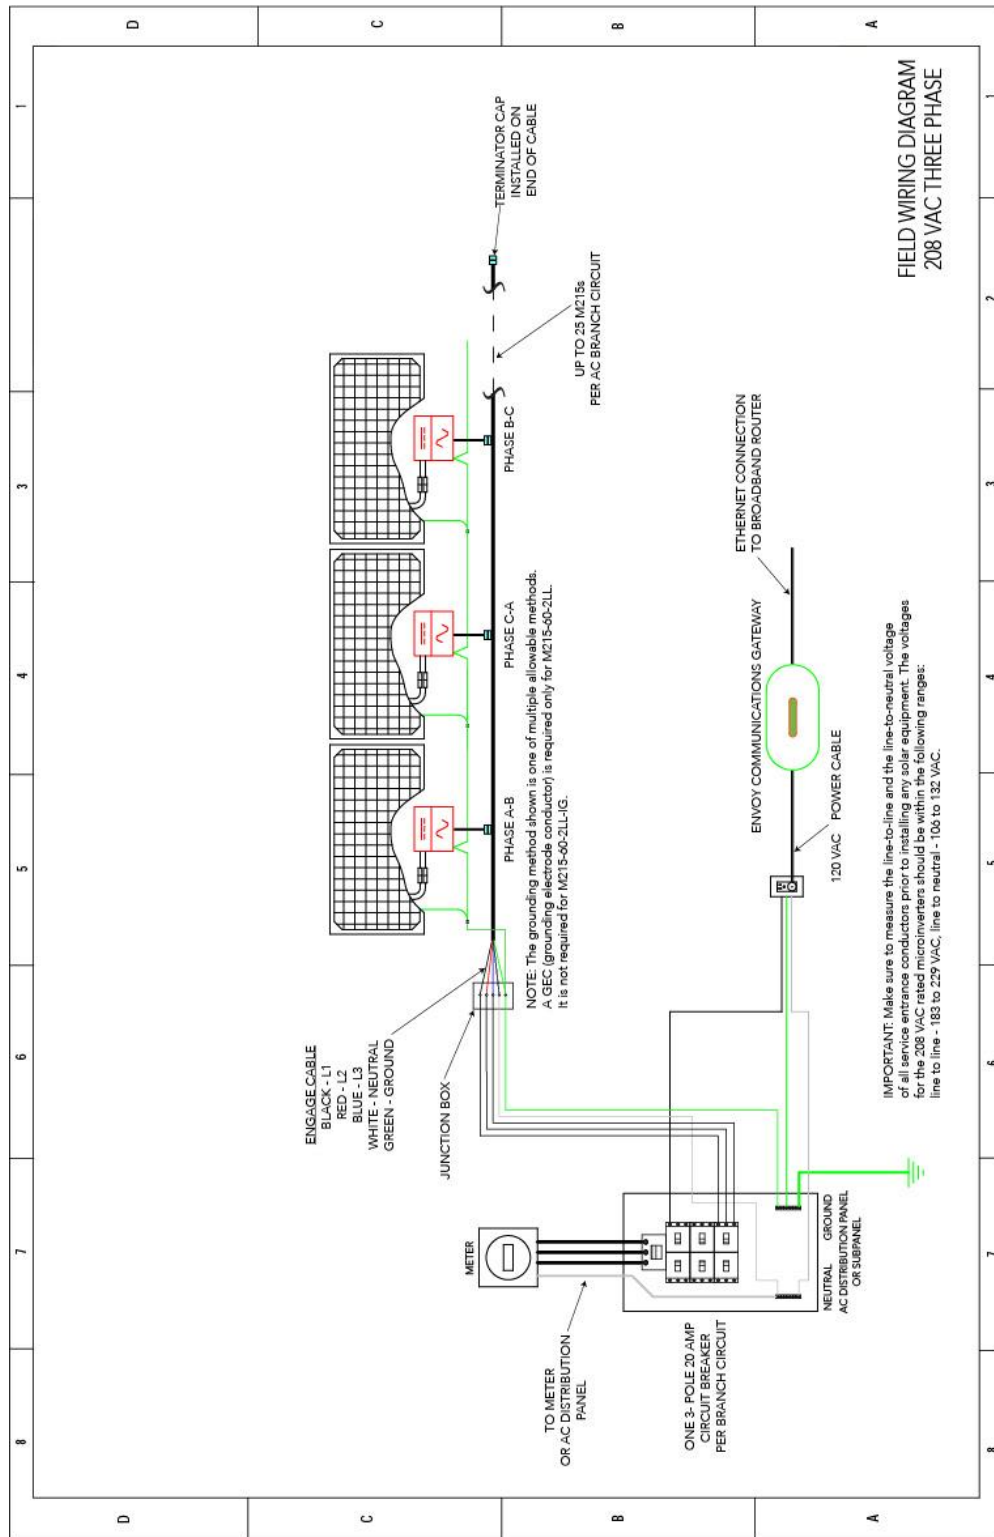 D
C
B
A
8
7
6
5
4
3
2
1
TERMINATOR CAP
INSTALLED ON
END OF CABLE
UP TO 25 M215s
PER AC BRANCH CIRCUIT
PHASE A-B
PHASE C-A
PHASE B-C
ENGAGE CABLE
BLACK - L1
RED - L2
BLUE - L3
WHITE - NEUTRAL
GREEN - GROUND
JUNCTION BOX
NOTE: The grounding method shown is one of multiple allowable methods.
A GEC (grounding electrode conductor) is required only for M215-60-2LL.
It is not required for M215-60-2LL-IG.
METER
TO METER
OR AC DISTRIBUTION
PANEL
ONE 3- POLE 20 AMP
CIRCUIT BREAKER
PER BRANCH CIRCUIT
NEUTRAL GROUND
AC DISTRIBUTION PANEL
OR SUBPANEL
ENVOY COMMUNICATIONS GATEWAY
ETHERNET CONNECTION
TO BROADBAND ROUTER
120 VAC POWER CABLE
IMPORTANT: Make sure to measure the line-to-line and the line-to-neutral voltage
of all service entrance conductors prior to installing any solar equipment. The voltages
for the 208 VAC rated microinverters should be within the following ranges:
line to line - 183 to 229 VAC, line to neutral - 106 to 132 VAC.
FIELD WIRING DIAGRAM
208 VAC THREE PHASE
D
C
B
A
8
7
6
5
4
3
2
1